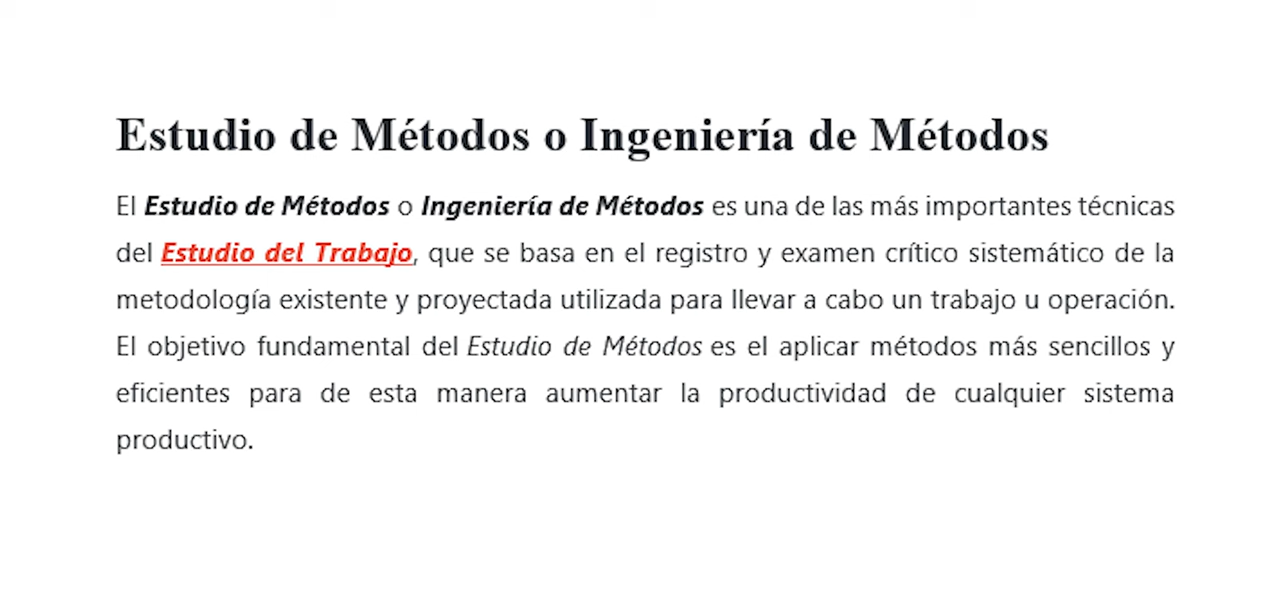 Estudio de Métodos o Ingeniería de Métodos
El Estudio de Métodos o Ingeniería de Métodos es una de las más importantes técnicas
del Estudio del Trabajo, que se basa en el registro y examen crítico sistemático de la
metodología existente y proyectada utilizada para llevar a cabo un trabajo u operación.
El objetivo fundamental del Estudio de Métodos es el aplicar métodos más sencillos y
eficientes para de esta manera aumentar la productividad de cualquier sistema
productivo.